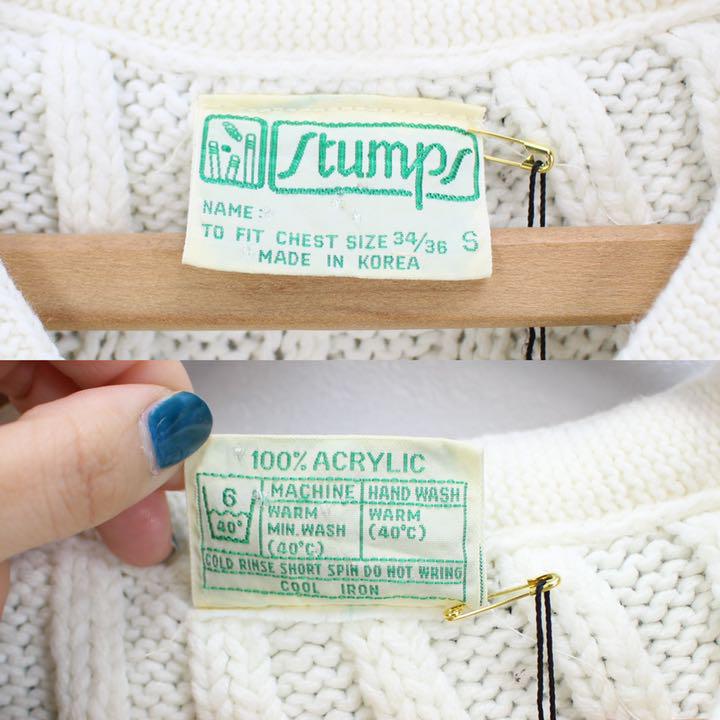 Stumps
NAME:
TO FIT CHEST SIZE 34/36 S
MADE IN KOREA
100% ACRYLIC
6
40°
MACHINE
WARM
MIN. WASH
(40°C)
HAND WASH
WARM
(40°C)
COLD RINSE SHORT SPIN DO NOT WRING
COOL IRON